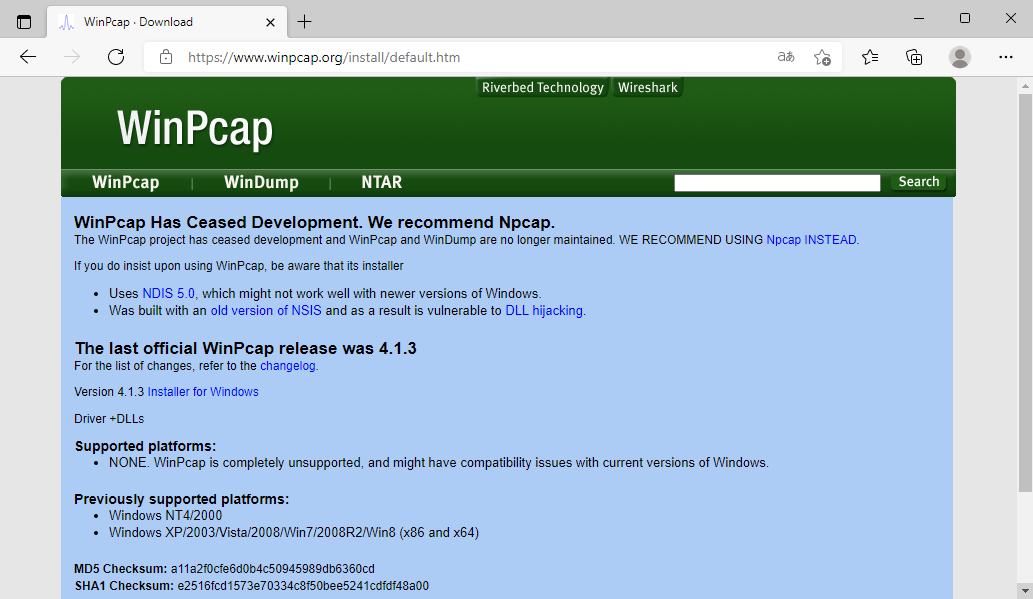 WinPcap · Download
https://www.winpcap.org/install/default.htm
aあ
Riverbed Technology Wireshark
WinPcap
WinPcap | WinDump | NTAR Search
WinPcap Has Ceased Development. We recommend Npcap.
The WinPcap project has ceased development and WinPcap and WinDump are no longer maintained. WE RECOMMEND USING Npcap INSTEAD.
If you do insist upon using WinPcap, be aware that its installer
• Uses NDIS 5.0, which might not work well with newer versions of Windows.
• Was built with an old version of NSIS and as a result is vulnerable to DLL hijacking.
The last official WinPcap release was 4.1.3
For the list of changes, refer to the changelog.
Version 4.1.3 Installer for Windows
Driver +DLLs
Supported platforms:
• NONE. WinPcap is completely unsupported, and might have compatibility issues with current versions of Windows.
Previously supported platforms:
• Windows NT4/2000
• Windows XP/2003/Vista/2008/Win7/2008R2/Win8 (x86 and x64)
MD5 Checksum: a11a2f0cfe6d0b4c50945989db6360cd
SHA1 Checksum: e2516fcd1573e70334c8f50bee5241cdfdf48a00